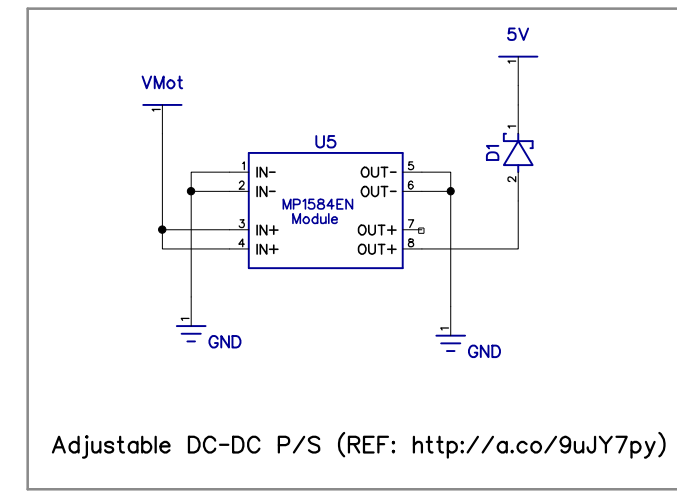 5V
1
VMot
1
1
D1
2
U5
1 IN- OUT- 5
2 IN- OUT- 6
MP1584EN
Module
3 IN+ OUT+ 7
4 IN+ OUT+ 8
1
GND
1
GND
Adjustable DC-DC P/S (REF: http://a.co/9uJY7py)